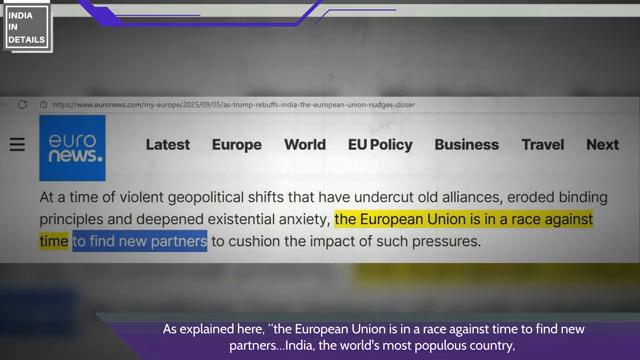 INDIA
IN
DETAILS
https://www.euronews.com/my-europe/2025/09/05/as-trump-rebuffs-india-the-european-union-nudges-closer
euro
news.
Latest Europe World EU Policy Business Travel Next
At a time of violent geopolitical shifts that have undercut old alliances, eroded binding
principles and deepened existential anxiety, the European Union is in a race against
time to find new partners to cushion the impact of such pressures.
As explained here, “the European Union is in a race against time to find new
partners...India, the world's most populous country,